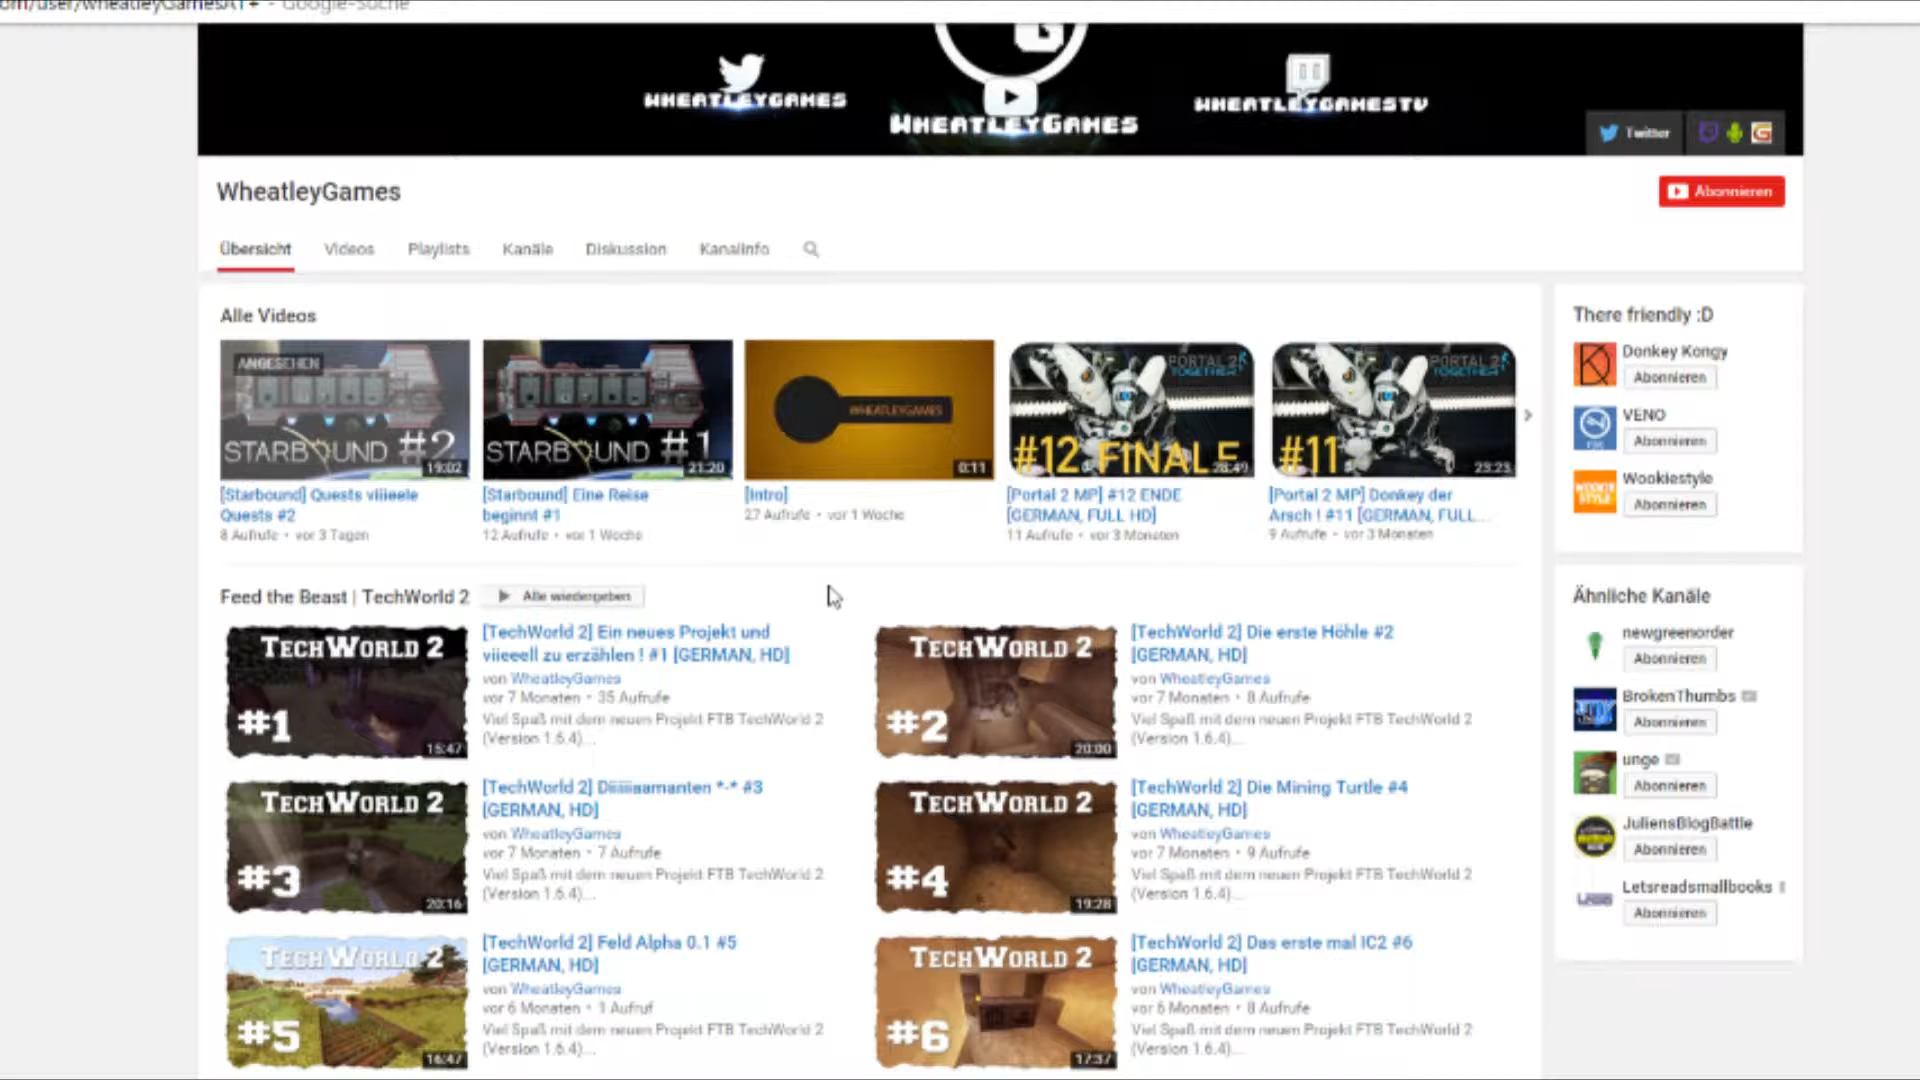 WHEATLEYGAMES
WHEATLEYGAMES
WHEATLEYGAMESTV
Twitter
WheatleyGames
Abonnieren
Übersicht Videos Playlists Kanäle Diskussion Kanalinfo
Alle Videos
ANGESEHEN
STARBOUND #2
19:02
STARBOUND #1
21:20
WHEATLEYGAMES
0:11
PORTAL 2
TOGETHER
#12 FINALE
28:49
PORTAL 2
TOGETHER
#11
23:23
[Starbound] Quests viiieele
Quests #2
8 Aufrufe • vor 3 Tagen
[Starbound] Eine Reise
beginnt #1
12 Aufrufe • vor 1 Woche
[Intro]
27 Aufrufe • vor 1 Woche
[Portal 2 MP] #12 ENDE
[GERMAN, FULL HD]
11 Aufrufe • vor 3 Monaten
[Portal 2 MP] Donkey der
Arsch ! #11 [GERMAN, FULL...
9 Aufrufe • vor 3 Monaten
Feed the Beast | TechWorld 2
Alle wiedergeben
TECHWORLD 2
#1
15:47
[TechWorld 2] Ein neues Projekt und
viieeell zu erzählen ! #1 [GERMAN, HD]
von WheatleyGames
vor 7 Monaten • 35 Aufrufe
Viel Spaß mit dem neuen Projekt FTB TechWorld 2
(Version 1.6.4)...
TECHWORLD 2
#2
20:00
[TechWorld 2] Die erste Höhle #2
[GERMAN, HD]
von WheatleyGames
vor 7 Monaten • 8 Aufrufe
Viel Spaß mit dem neuen Projekt FTB TechWorld 2
(Version 1.6.4)...
TECHWORLD 2
#3
20:16
[TechWorld 2] Diiiiiaamanten *-* #3
[GERMAN, HD]
von WheatleyGames
vor 7 Monaten • 7 Aufrufe
Viel Spaß mit dem neuen Projekt FTB TechWorld 2
(Version 1.6.4)...
TECHWORLD 2
#4
19:28
[TechWorld 2] Die Mining Turtle #4
[GERMAN, HD]
von WheatleyGames
vor 7 Monaten • 9 Aufrufe
Viel Spaß mit dem neuen Projekt FTB TechWorld 2
(Version 1.6.4)...
TECHWORLD 2
#5
16:47
[TechWorld 2] Feld Alpha 0.1 #5
[GERMAN, HD]
von WheatleyGames
vor 6 Monaten • 1 Aufruf
Viel Spaß mit dem neuen Projekt FTB TechWorld 2
(Version 1.6.4)...
TECHWORLD 2
#6
17:37
[TechWorld 2] Das erste mal IC2 #6
[GERMAN, HD]
von WheatleyGames
vor 6 Monaten • 8 Aufrufe
Viel Spaß mit dem neuen Projekt FTB TechWorld 2
(Version 1.6.4)...
There friendly :D
Donkey Kongy
Abonnieren
VENO
Abonnieren
WOOKIE
STYLE
Wookiestyle
Abonnieren
Ähnliche Kanäle
newgreenorder
Abonnieren
BrokenThumbs
Abonnieren
unge
Abonnieren
JuliensBlogBattle
Abonnieren
Letsreadsmallbooks
Abonnieren